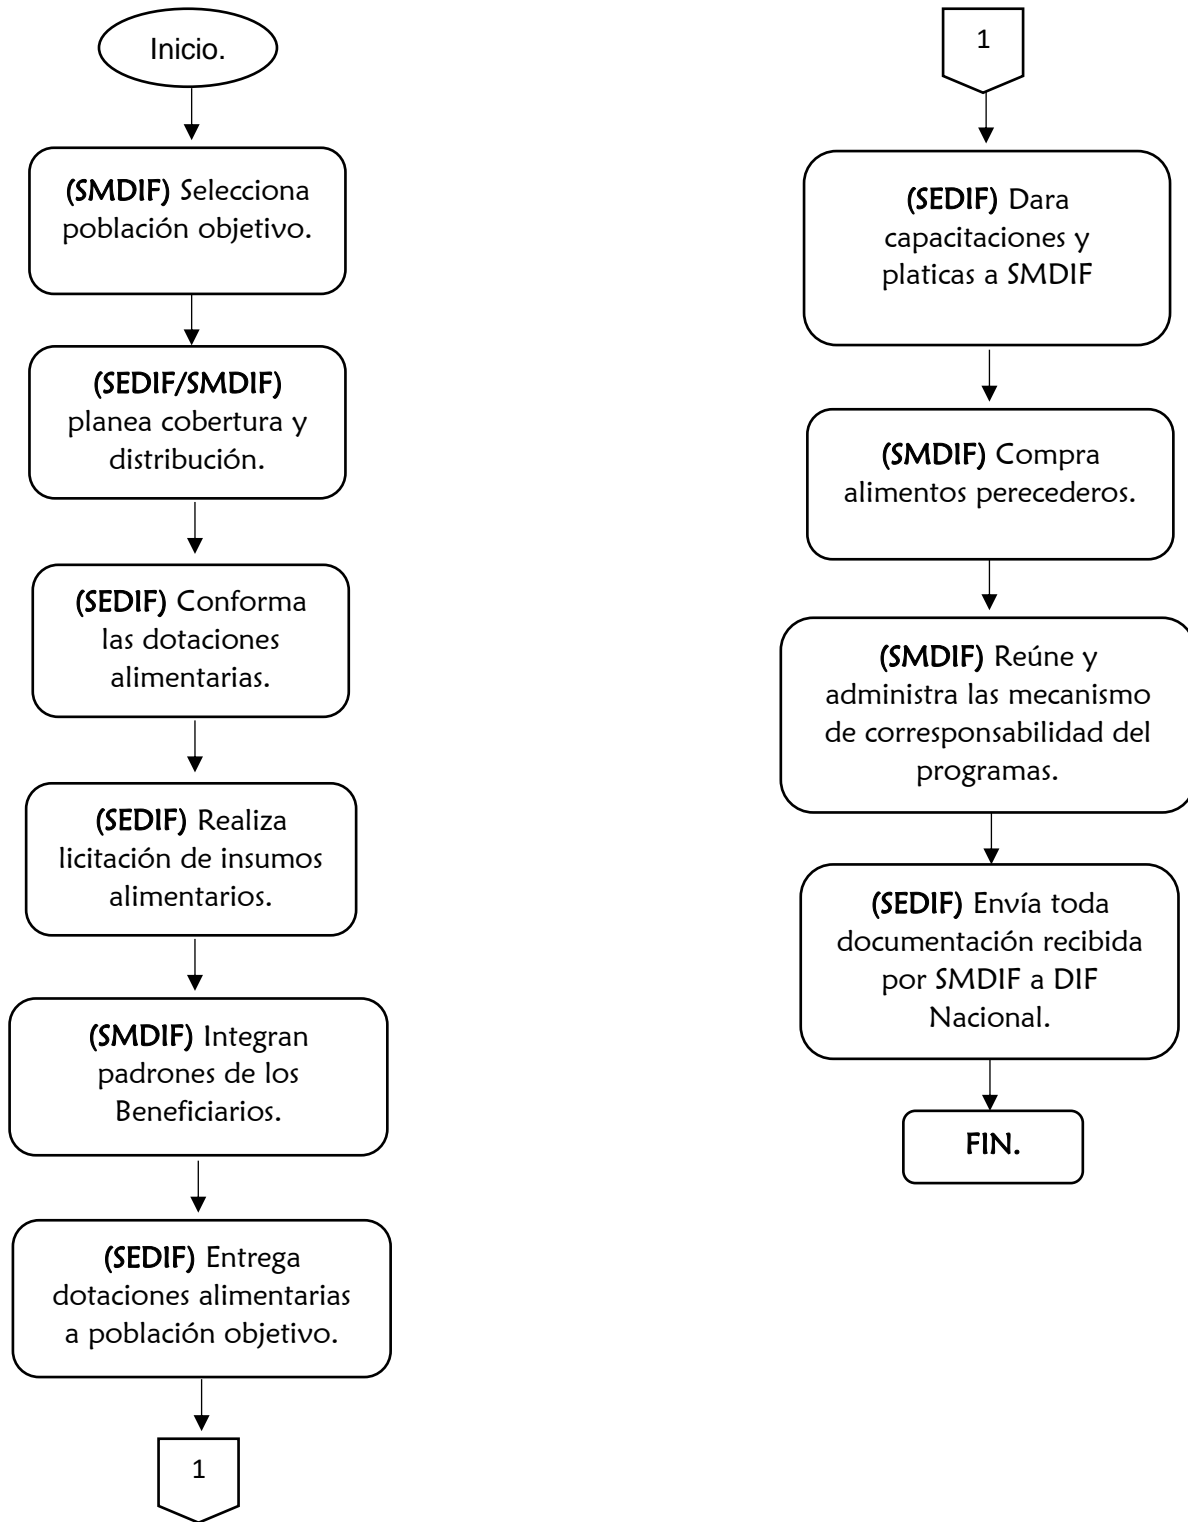 Inicio.
(SMDIF) Selecciona
población objetivo.
(SEDIF/SMDIF)
planea cobertura y
distribución.
(SEDIF) Conforma
las dotaciones
alimentarias.
(SEDIF) Realiza
licitación de insumos
alimentarios.
(SMDIF) Integran
padrones de los
Beneficiarios.
(SEDIF) Entrega
dotaciones alimentarias
a población objetivo.
1
1
(SEDIF) Dara
capacitaciones y
platicas a SMDIF
(SMDIF) Compra
alimentos perecederos.
(SMDIF) Reúne y
administra las mecanismo
de corresponsabilidad del
programas.
(SEDIF) Envía toda
documentación recibida
por SMDIF a DIF
Nacional.
FIN.